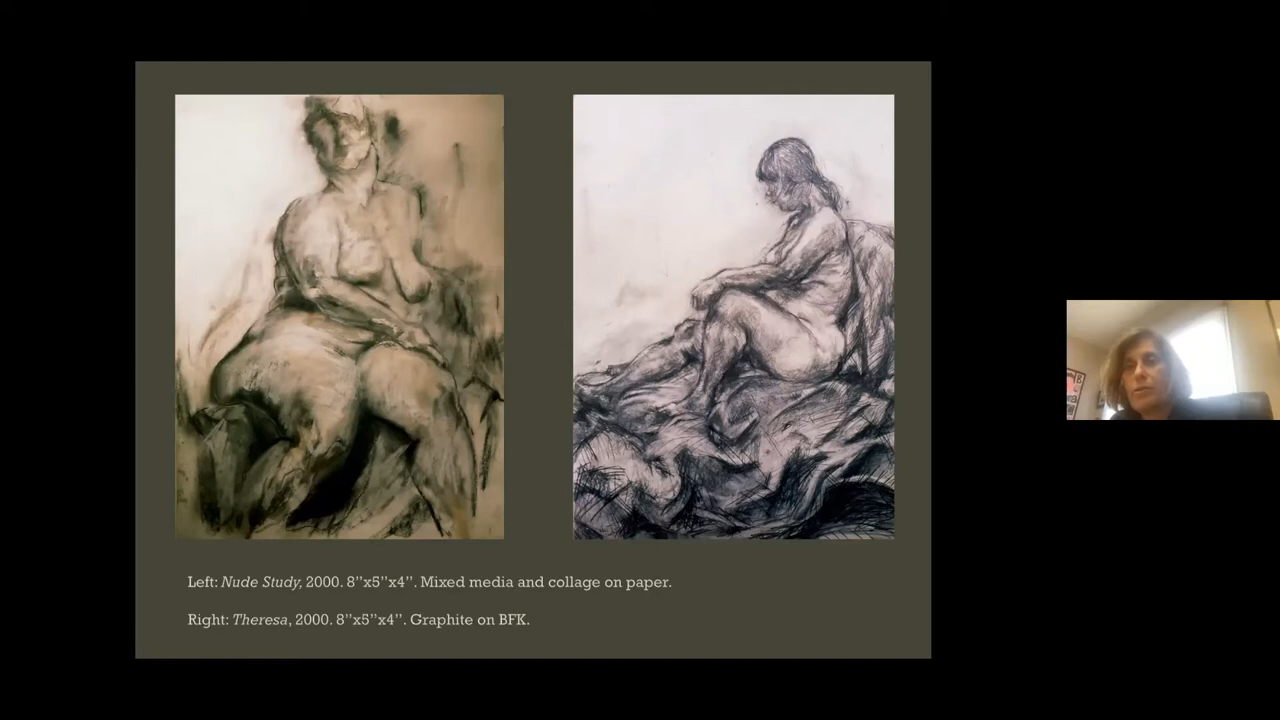 Left: Nude Study, 2000. 8’’x5’’x4’’. Mixed media and collage on paper.
Right: Theresa, 2000. 8’’x5’’x4’’. Graphite on BFK.